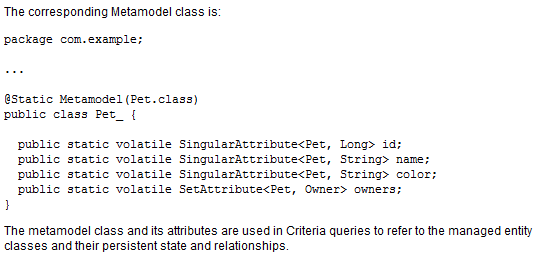 The corresponding Metamodel class is:
package com.example;
...
@Static Metamodel(Pet.class)
public class Pet_ {
public static volatile SingularAttribute<Pet, Long> id;
public static volatile SingularAttribute<Pet, String> name;
public static volatile SingularAttribute<Pet, String> color;
public static volatile SetAttribute<Pet, Owner> owners;
}
The metamodel class and its attributes are used in Criteria queries to refer to the managed entity
classes and their persistent state and relationships.